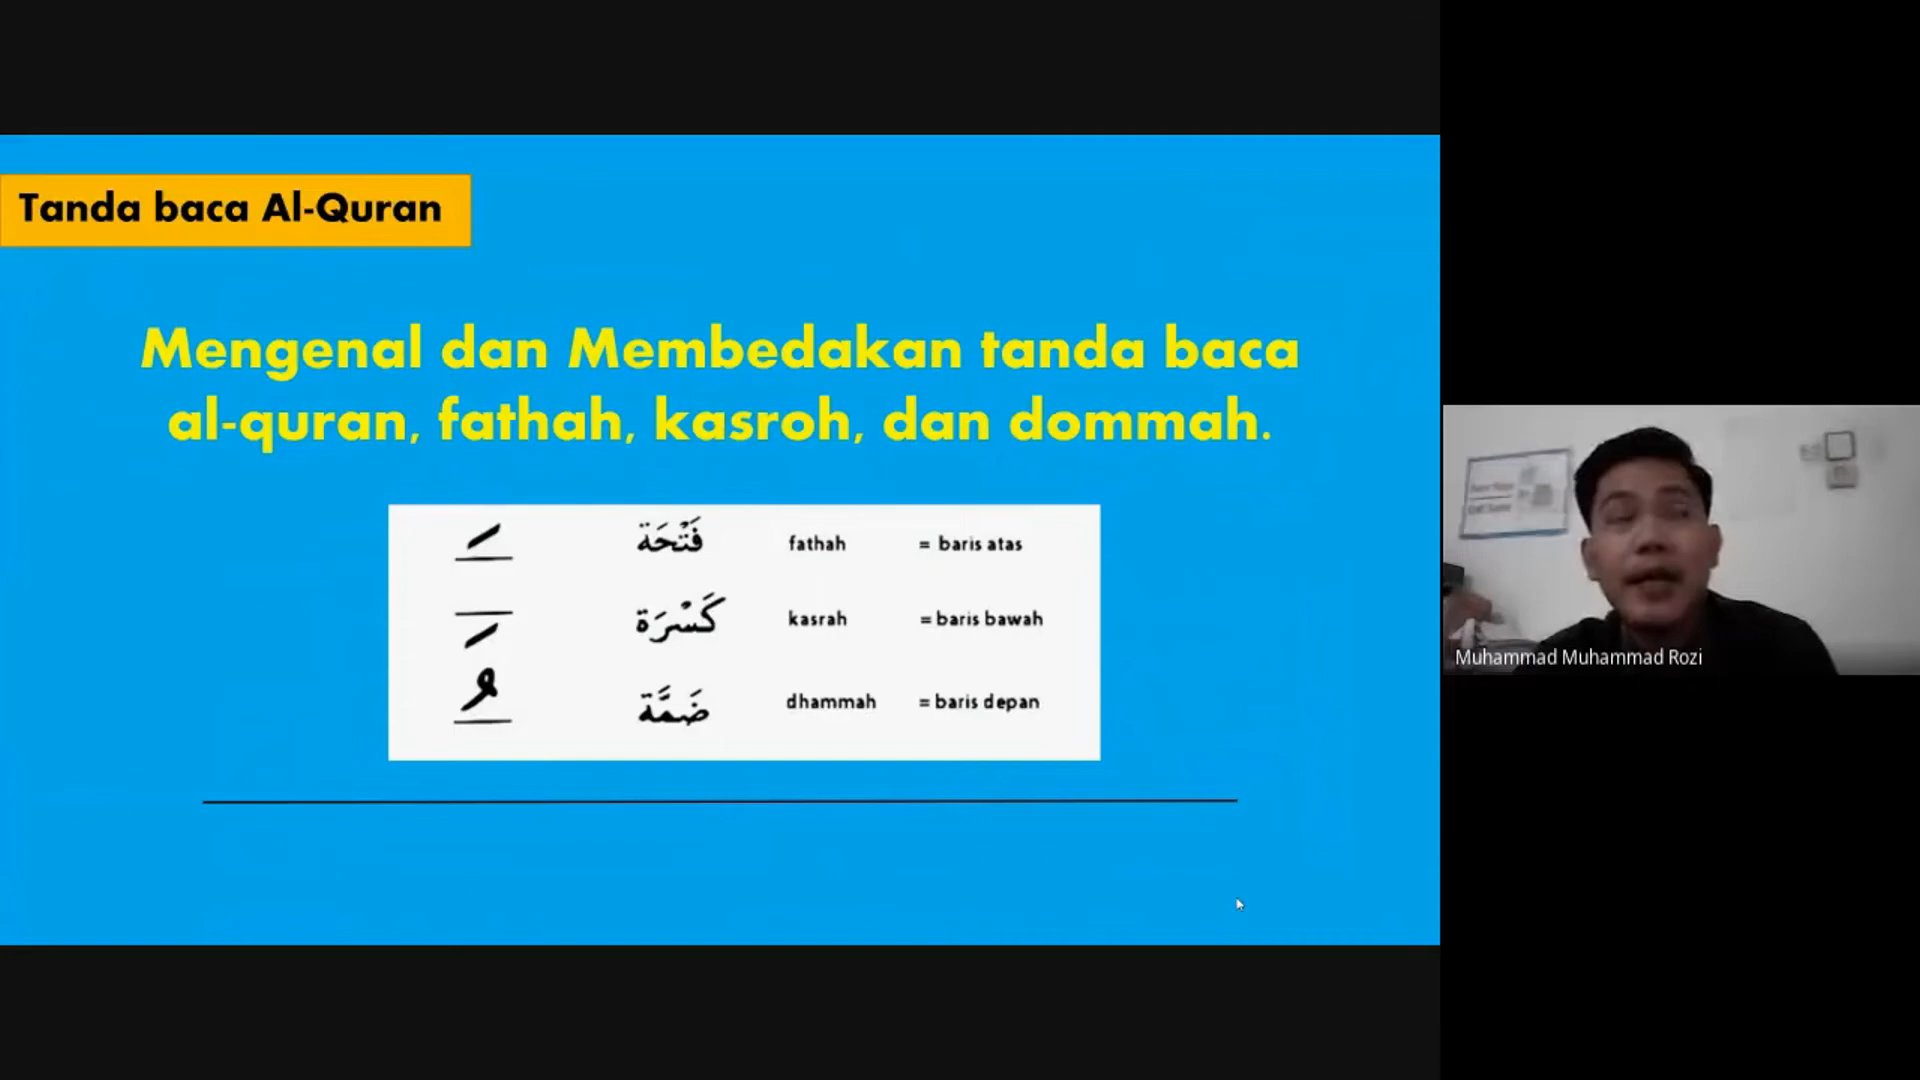 Tanda baca Al-Quran
Mengenal dan Membedakan tanda baca
al-quran, fathah, kasroh, dan dommah.
فَتْحَة fathah = baris atas
كَسْرَة kasrah = baris bawah
ضَمَّة dhammah = baris depan
Muhammad Muhammad Rozi